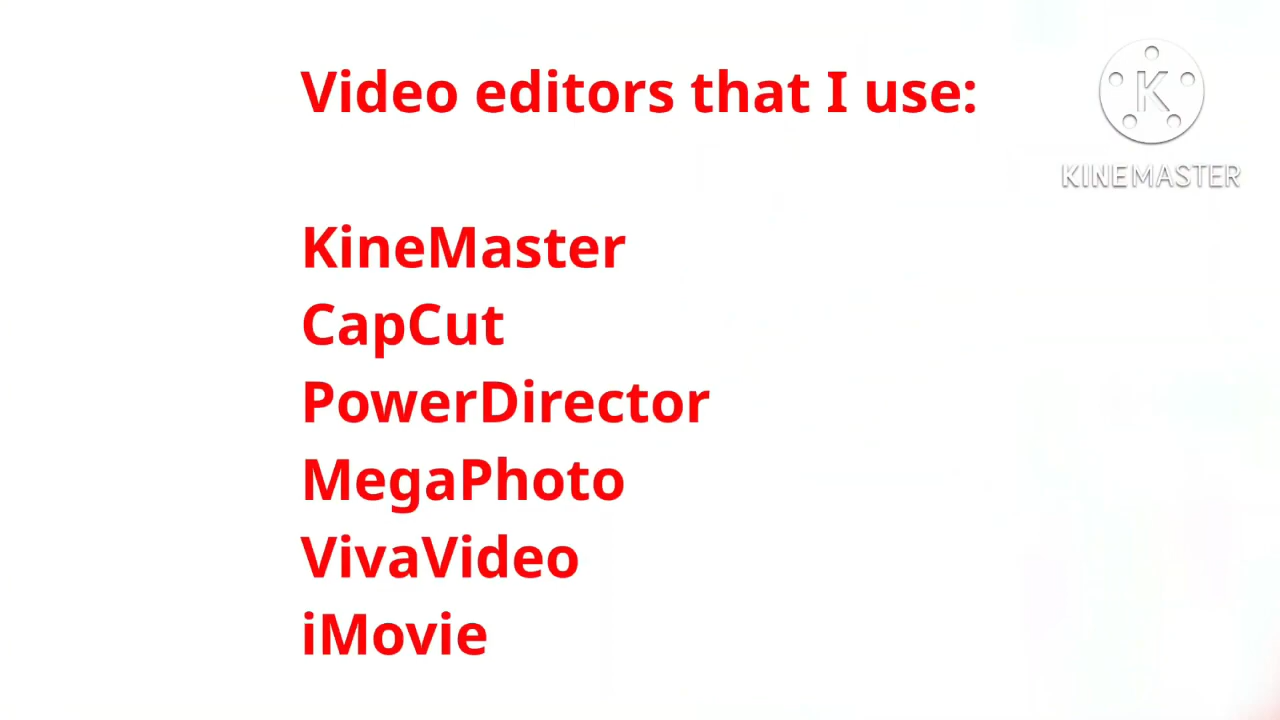 Video editors that I use:
KINEMASTER
KineMaster
CapCut
PowerDirector
MegaPhoto
VivaVideo
iMovie